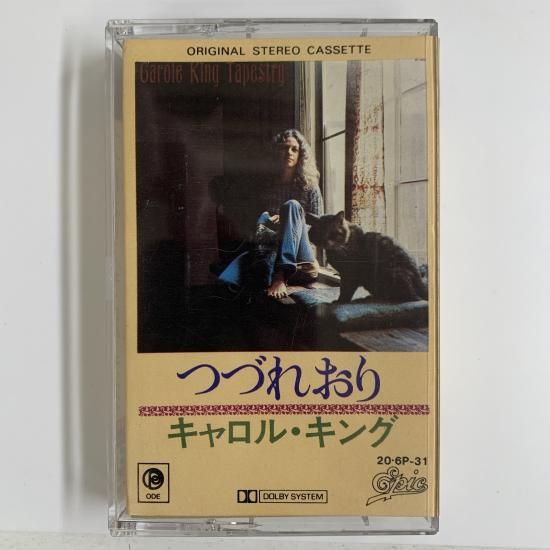 ORIGINAL STEREO CASSETTE
Carole King Tapestry
つづれおり
キャロル・キング
20・6P-31
ODE
DOLBY SYSTEM
Epic